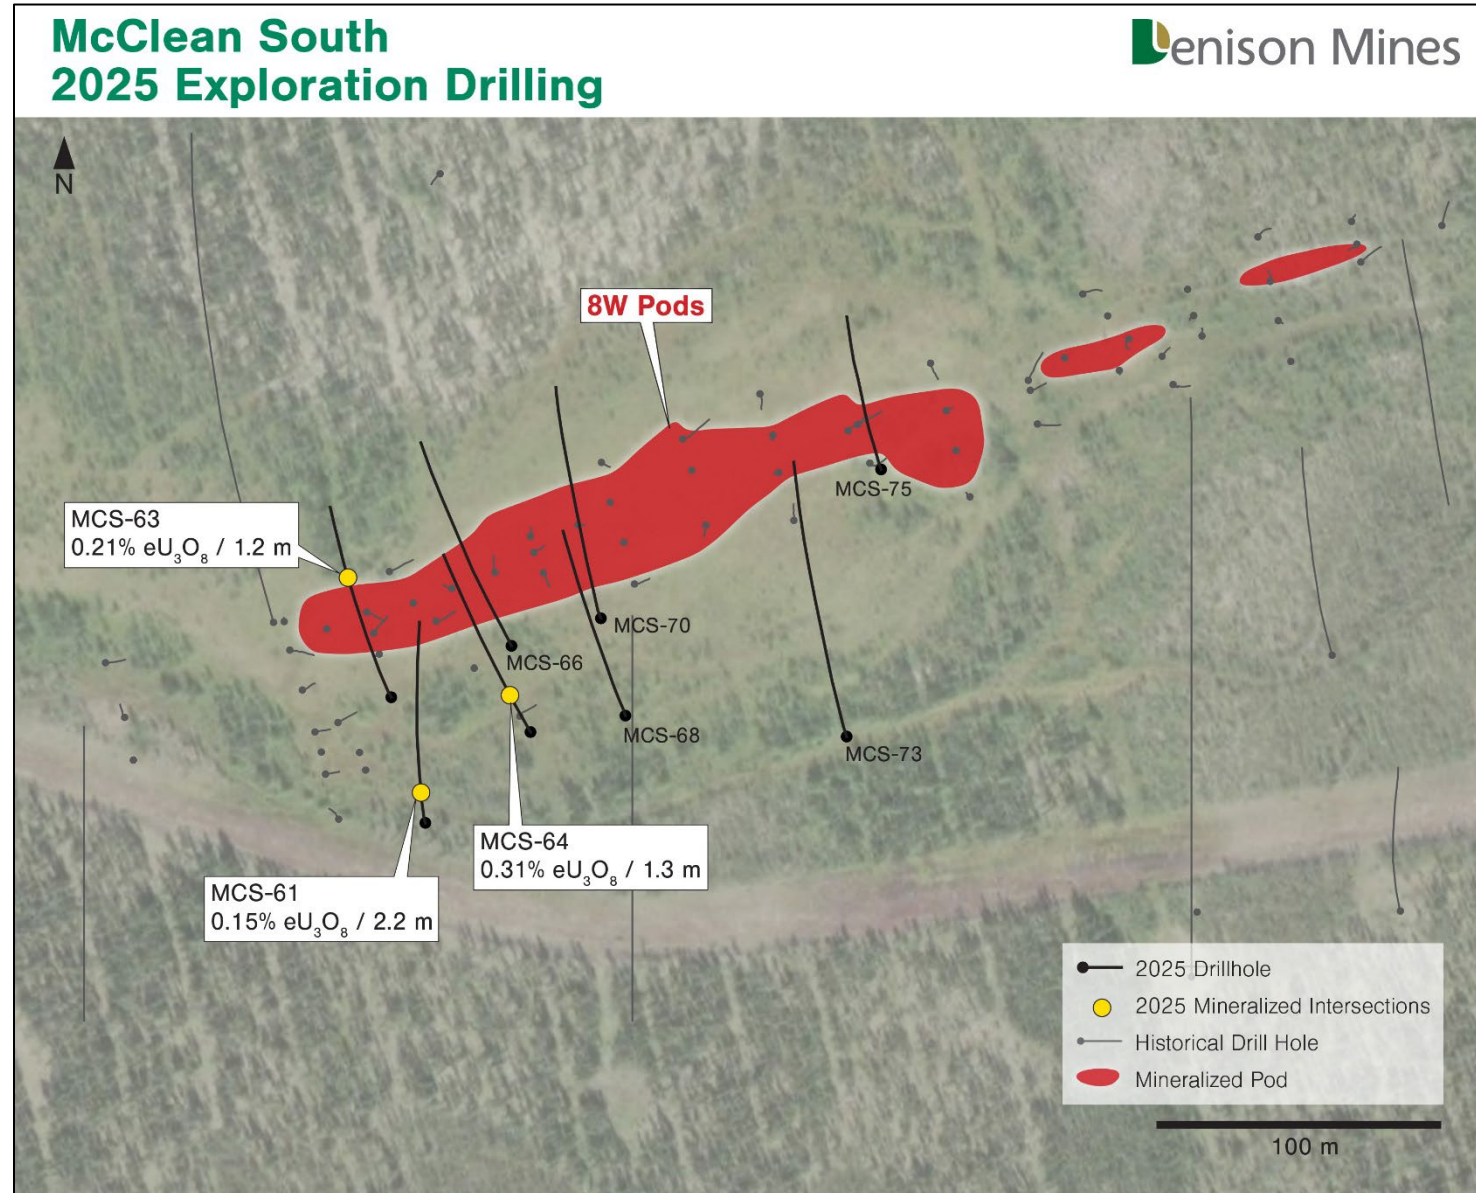 McClean South
2025 Exploration Drilling
Denison Mines
N
8W Pods
MCS-75
MCS-63
0.21% eU₃O₈ / 1.2 m
MCS-70
MCS-66
MCS-68
MCS-73
MCS-64
0.31% eU₃O₈ / 1.3 m
MCS-61
0.15% eU₃O₈ / 2.2 m
2025 Drillhole
2025 Mineralized Intersections
Historical Drill Hole
Mineralized Pod
100 m